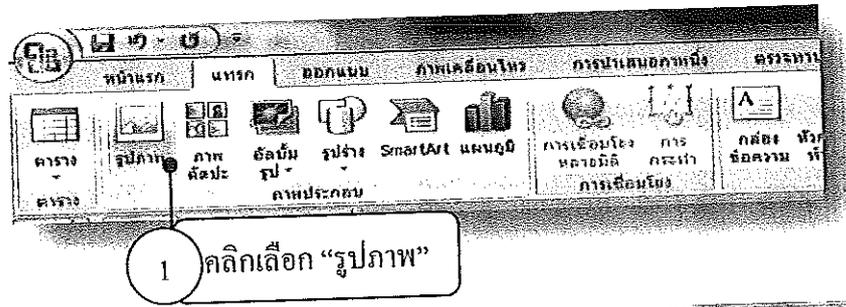 หน้าแรก แทรก ออกแบบ ภาพเคลื่อนไหว การนำเสนอภาพนิ่ง
ตาราง รูปภาพ ภาพ อัลบั้ม รูปร่าง SmartArt แผนภูมิ การเชื่อมโยง การ กล่อง
ตัดปะ รูป หลายมิติ กระทำ ข้อความ
ตาราง ภาพประกอบ การเชื่อมโยง
1 คลิกเลือก “รูปภาพ”